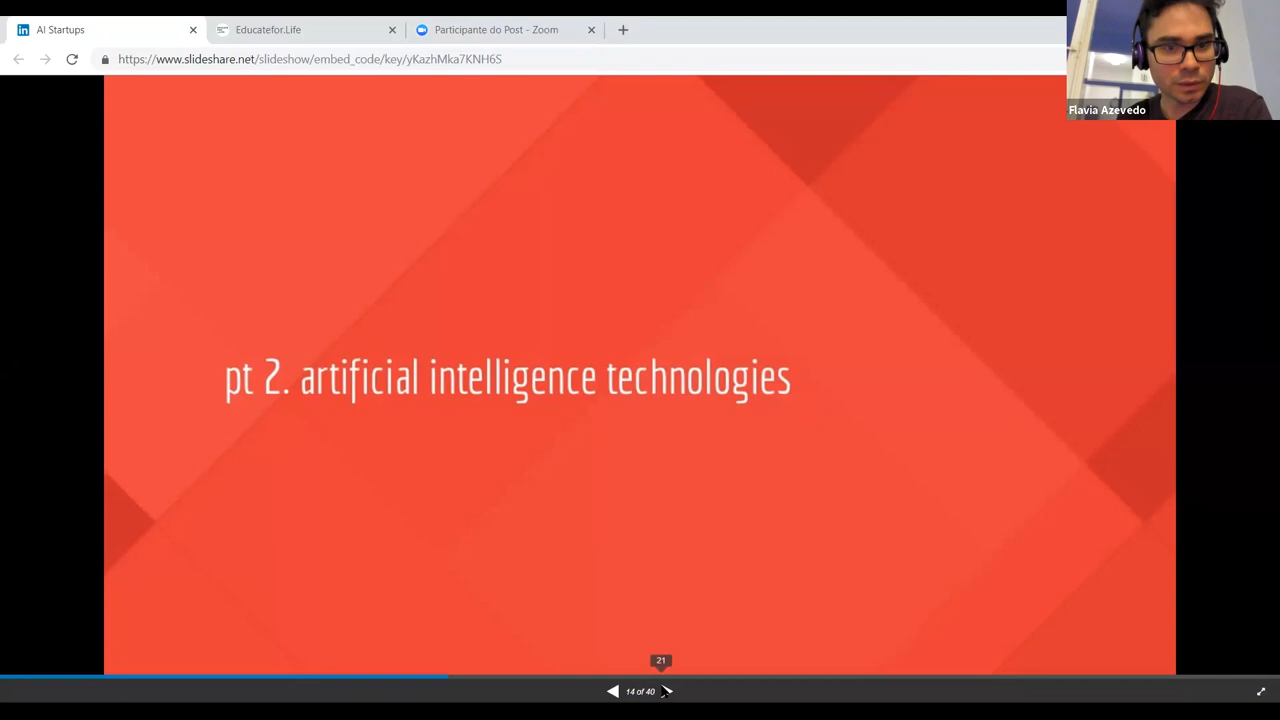 AI Startups
Educatefor.Life
Participante do Post - Zoom
https://www.slideshare.net/slideshow/embed_code/key/yKazhMka7KNH6S
Flavia Azevedo
pt 2. artificial intelligence technologies
21
14 of 40